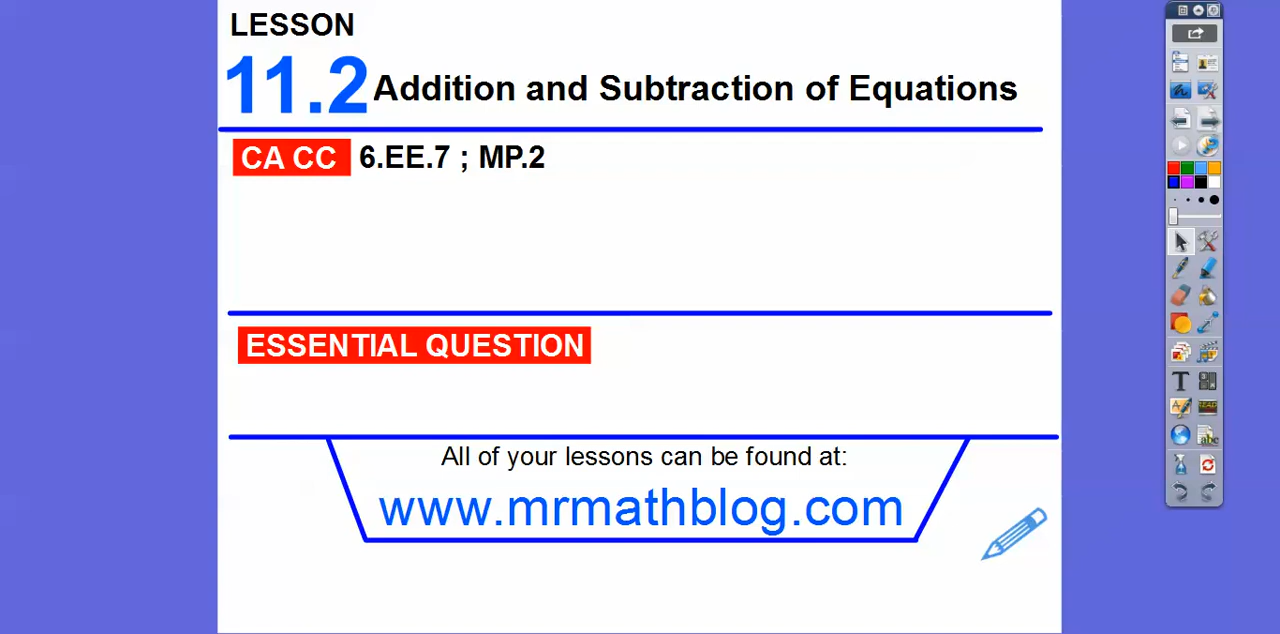 LESSON
11.2 Addition and Subtraction of Equations
CA CC 6.EE.7 ; MP.2
ESSENTIAL QUESTION
All of your lessons can be found at:
www.mrmathblog.com